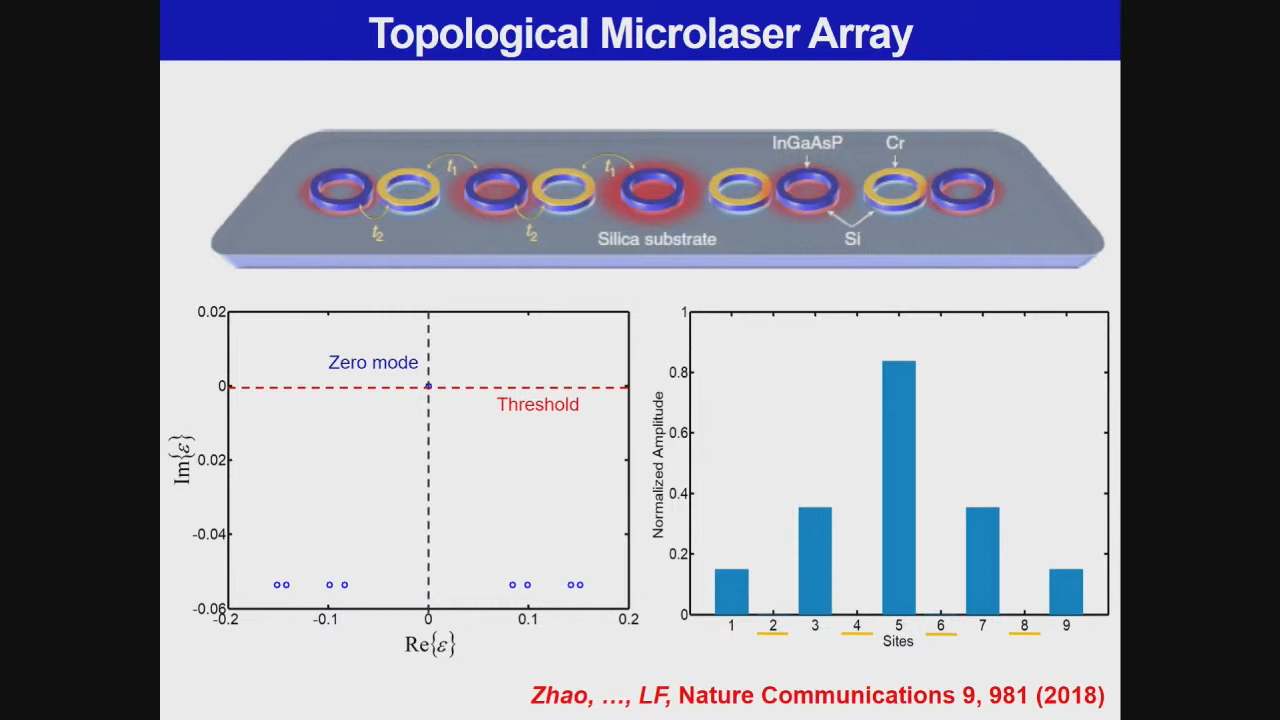 Topological Microlaser Array
InGaAsP
Cr
t1
t1
t2
t2
Silica substrate
Si
0.02
0
0.02
-0.04
-0.06
-0.2
-0.1
0
0.1
0.2
Im{ε}
Re{ε}
Zero mode
Threshold
1
0.8
0.6
0.4
0.2
0
Normalized Amplitude
1 2 3 4 5 6 7 8 9
Sites
Zhao, …, LF, Nature Communications 9, 981 (2018)